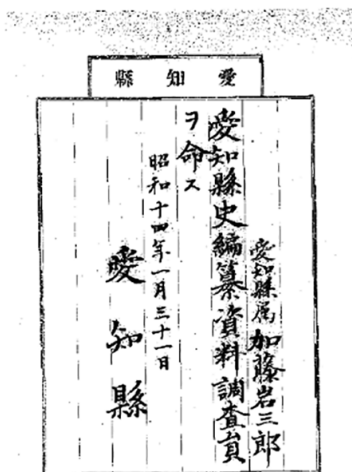 愛知縣
愛知縣属 加藤岩三郎
愛知縣史編纂資料調査員
ヲ命ス
昭和十四年一月三十一日
愛知縣